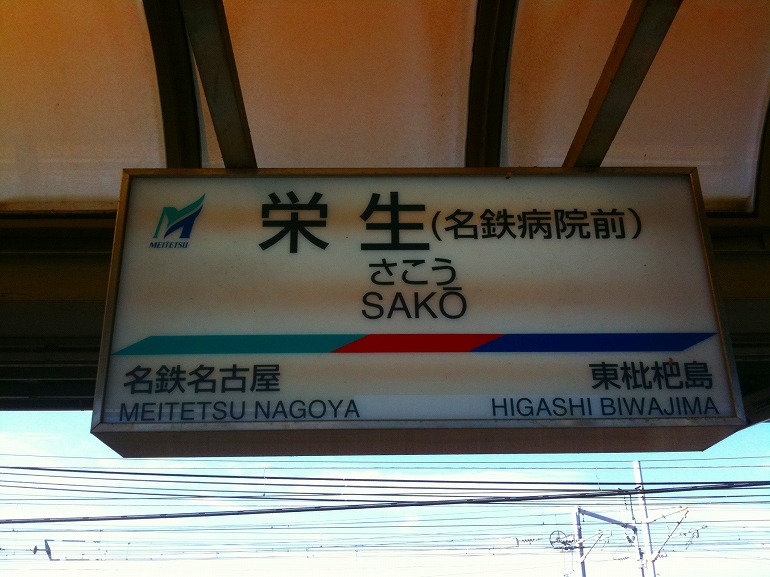 MEITETSU
栄生(名鉄病院前)
さこう
SAKŌ
名鉄名古屋
東枇杷島
MEITETSU NAGOYA
HIGASHI BIWAJIMA